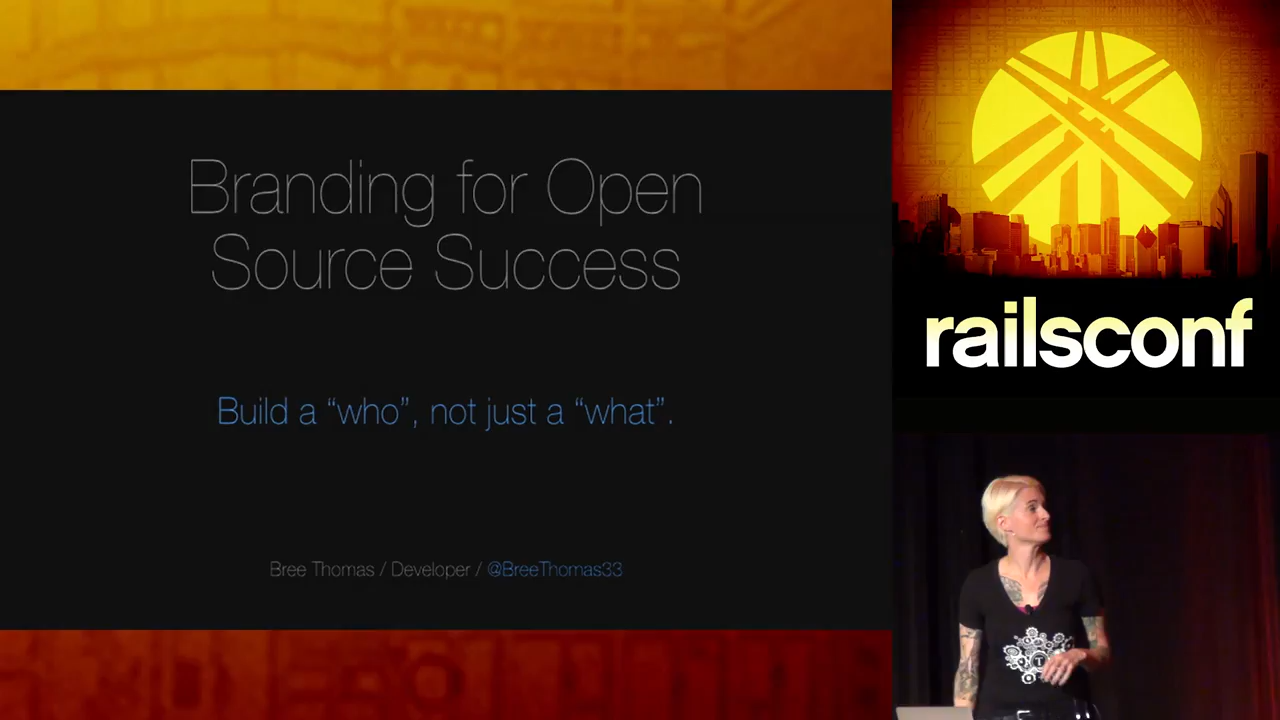 Branding for Open
Source Success
Build a “who”, not just a “what”.
Bree Thomas / Developer / @BreeThomas33
railsconf
T